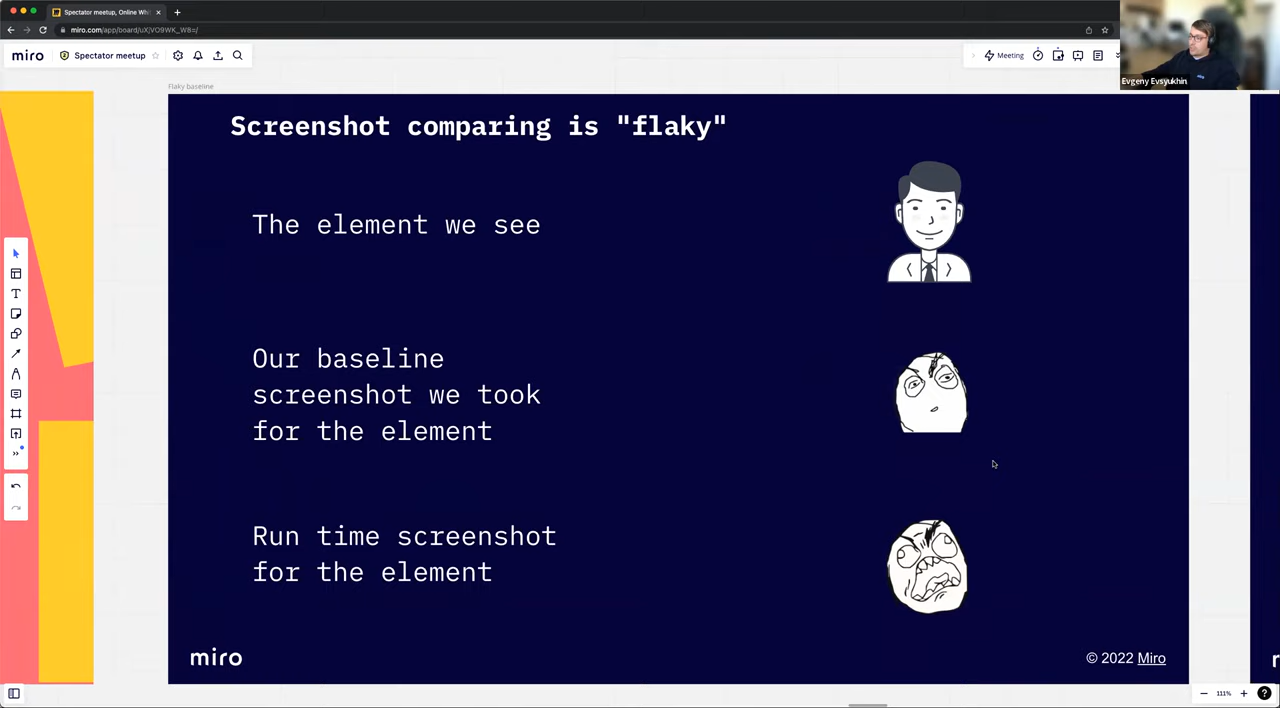 Spectator meetup, Online Wh
miro.com/app/board/uXjVO9WK_W8=/
miro
Spectator meetup
Meeting
Evgeny Evsyukhin
Flaky baseline
Screenshot comparing is "flaky"
The element we see
Our baseline
screenshot we took
for the element
Run time screenshot
for the element
miro
© 2022 Miro
111%